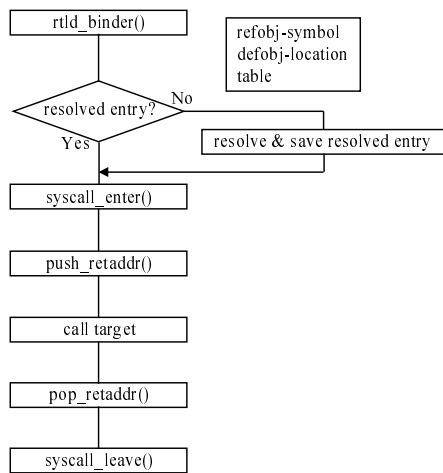 rtld_binder()
refobj-symbol
defobj-location
table
resolved entry?
No
Yes
resolve & save resolved entry
syscall_enter()
push_retaddr()
call target
pop_retaddr()
syscall_leave()